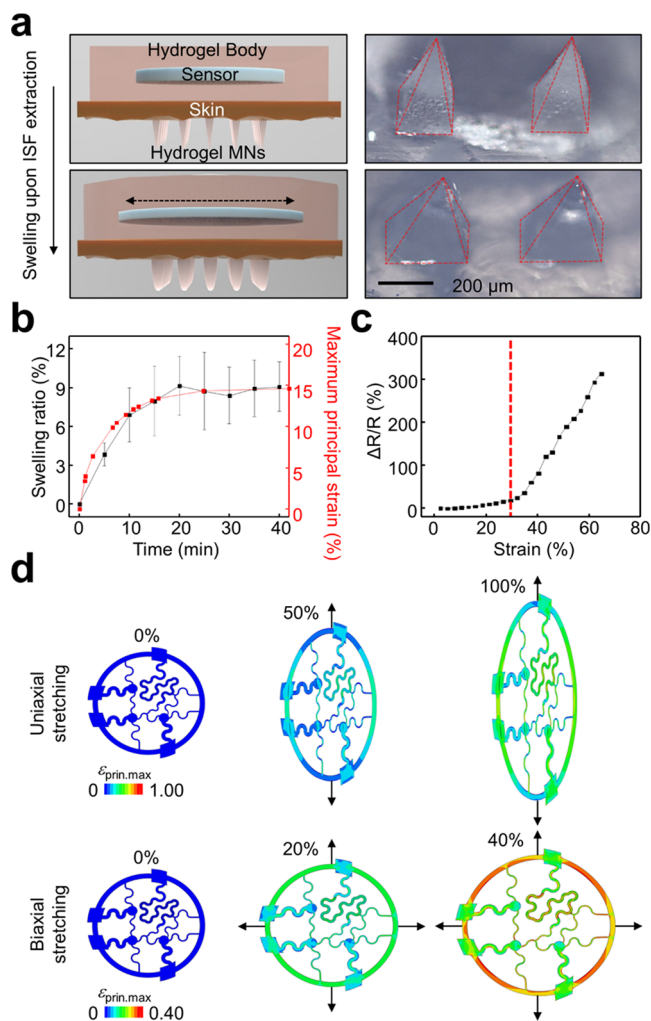 a
Swelling upon ISF extraction
Hydrogel Body
Sensor
Skin
Hydrogel MNs
200 μm
b
12
9
6
3
0
Swelling ratio (%)
0 10 20 30 40
Time (min)
20
15
10
5
0
Maximum principal strain (%)
c
400
300
200
100
0
ΔR/R (%)
0 20 40 60 80
Strain (%)
d
Uniaxial
stretching
0%
50%
100%
εprin.max
0 1.00
Biaxial
stretching
0%
20%
40%
εprin.max
0 0.40